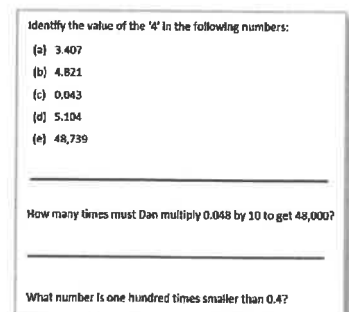 Identify the value of the '4' in the following numbers:
(a) 3.407
(b) 4.821
(c) 0.043
(d) 5.104
(e) 48,739
How many times must Dan multiply 0.048 by 10 to get 48,000?
What number is one hundred times smaller than 0.4?